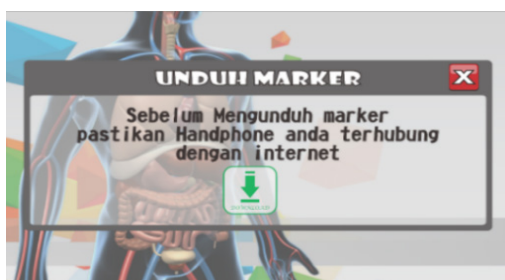 UNDUH MARKER
X
Sebelum Mengunduh marker
pastikan Handphone anda terhubung
dengan internet